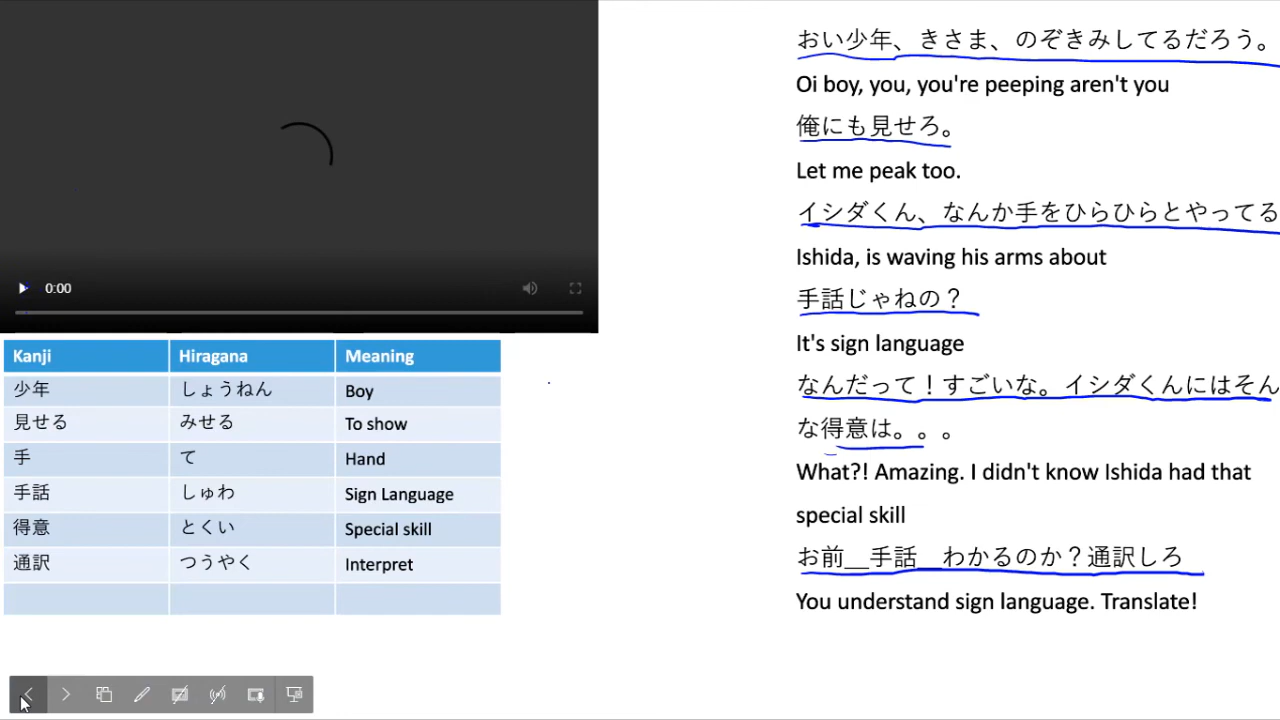 0:00
Kanji Hiragana Meaning
少年 しょうねん Boy
見せる みせる To show
手 て Hand
手話 しゅわ Sign Language
得意 とくい Special skill
通訳 つうやく Interpret
おい少年、きさま、のぞきみしてるだろう。
Oi boy, you, you're peeping aren't you
俺にも見せろ。
Let me peak too.
イシダくん、なんか手をひらひらとやってる
Ishida, is waving his arms about
手話じゃねの？
It's sign language
なんだって！すごいな。イシダくんにはそん
な得意は。。。
What?! Amazing. I didn't know Ishida had that
special skill
お前__手話__わかるのか？通訳しろ
You understand sign language. Translate!